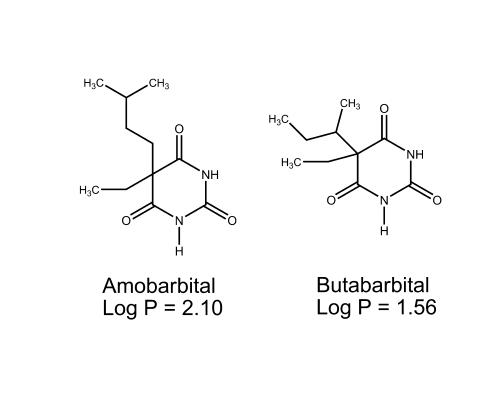 H₃C CH₃
CH₃
H₃C
O
O
NH
NH
H₃C
H₃C
O
N
O
O
N
O
H
H
Amobarbital
Log P = 2.10
Butabarbital
Log P = 1.56